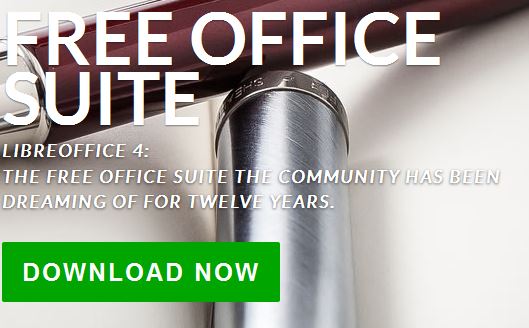 FREE OFFICE
SUITE
LIBREOFFICE 4:
THE FREE OFFICE SUITE THE COMMUNITY HAS BEEN
DREAMING OF FOR TWELVE YEARS.
DOWNLOAD NOW